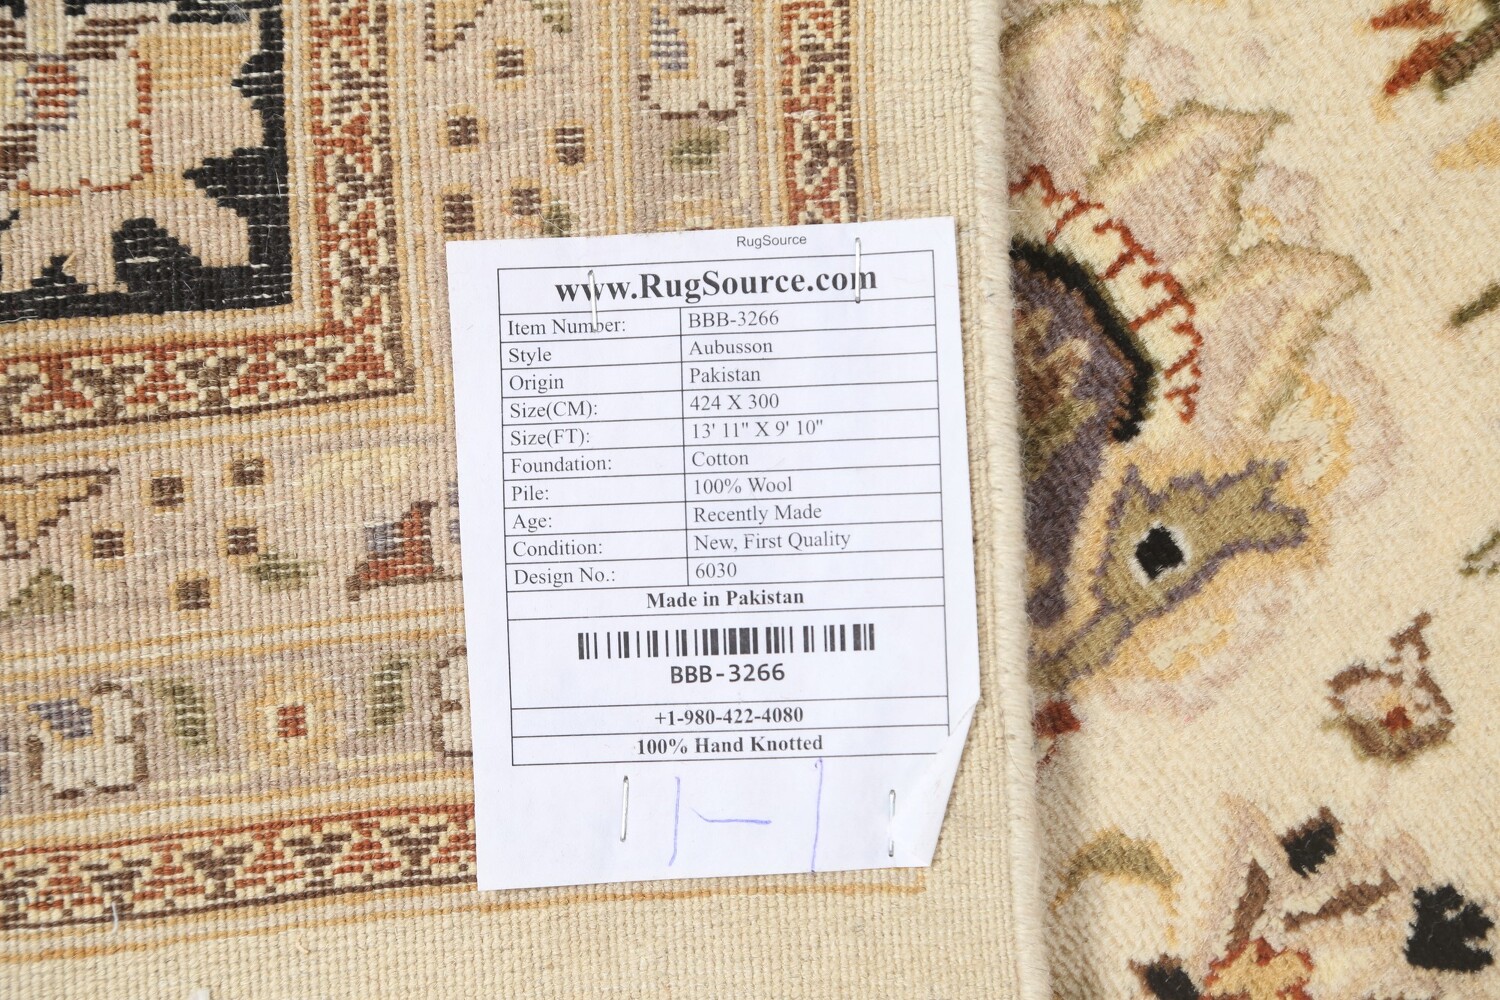 RugSource
www.RugSource.com
Item Number: BBB-3266
Style Aubusson
Origin Pakistan
Size(CM): 424 X 300
Size(FT): 13' 11" X 9' 10"
Foundation: Cotton
Pile: 100% Wool
Age: Recently Made
Condition: New, First Quality
Design No.: 6030
Made in Pakistan
BBB-3266
+1-980-422-4080
100% Hand Knotted
1-1